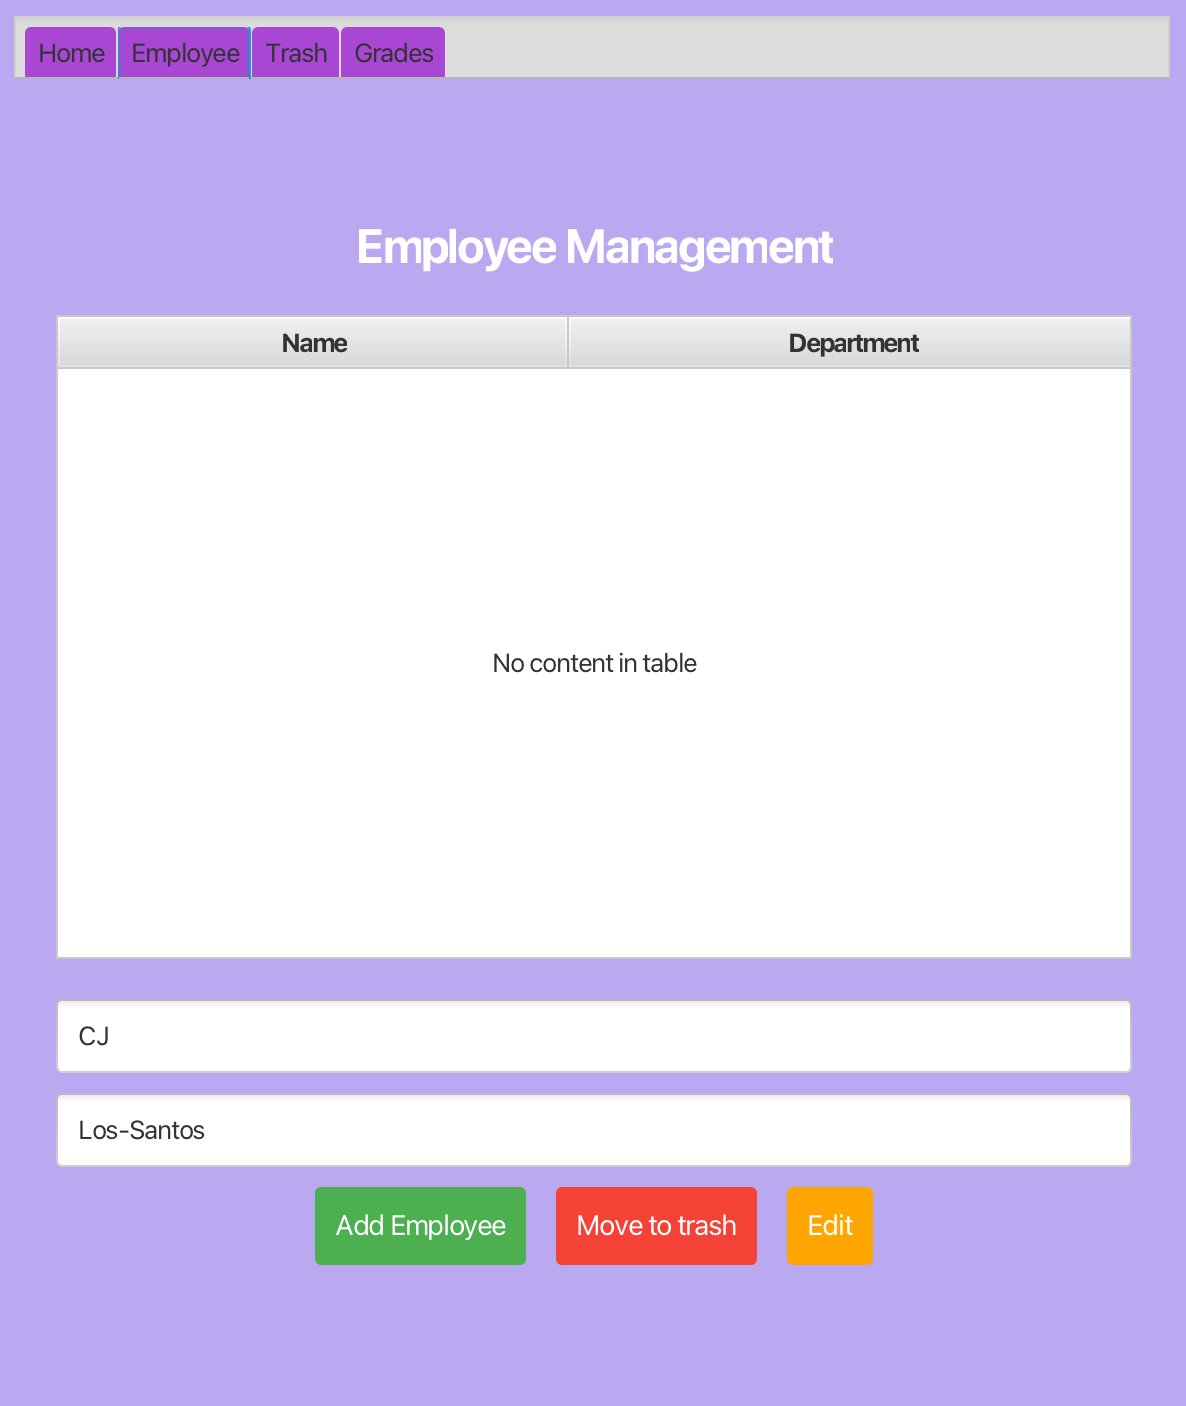 Home Employee Trash Grades
Employee Management
Name Department
No content in table
CJ
Los-Santos
Add Employee Move to trash Edit